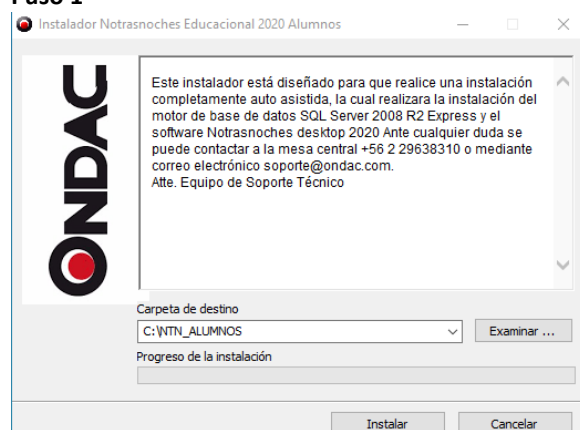 Paso 1
Instalador Notrasnoches Educacional 2020 Alumnos
ONDAC
Este instalador está diseñado para que realice una instalación
completamente auto asistida, la cual realizara la instalación del
motor de base de datos SQL Server 2008 R2 Express y el
software Notrasnoches desktop 2020 Ante cualquier duda se
puede contactar a la mesa central +56 2 29638310 o mediante
correo electrónico soporte@ondac.com.
Atte. Equipo de Soporte Técnico
Carpeta de destino
C:\NTN_ALUMNOS
Examinar ...
Progreso de la instalación
Instalar
Cancelar